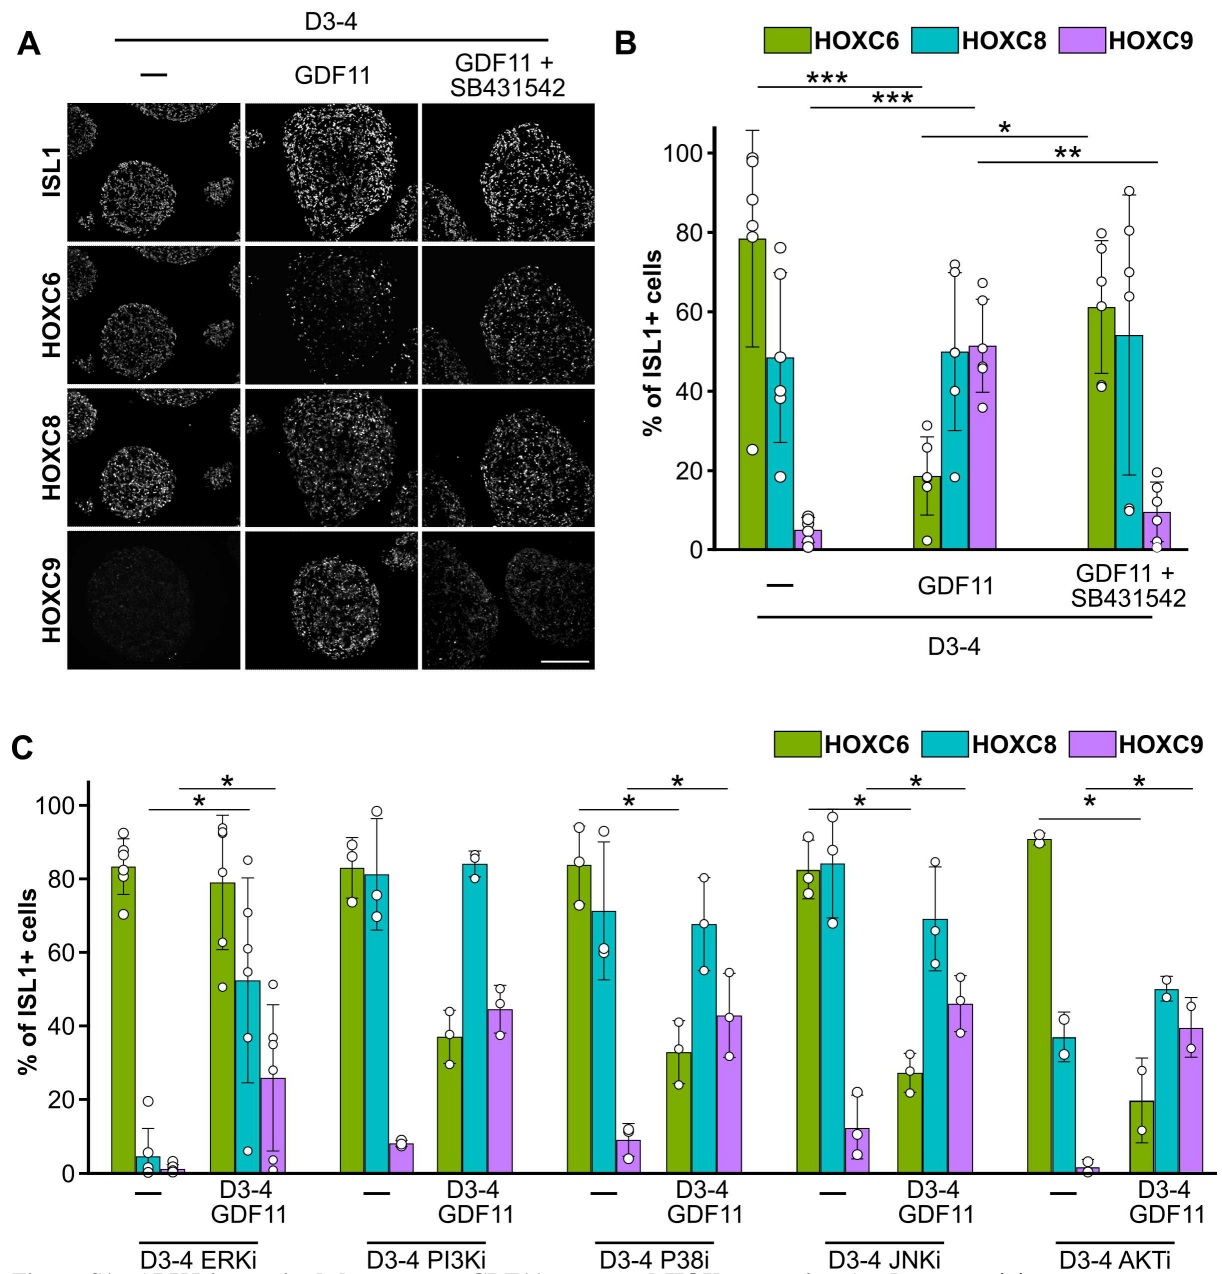 A
D3-4
—
GDF11
GDF11 +
SB431542
ISL1
HOXC6
HOXC8
HOXC9
B
HOXC6 HOXC8 HOXC9
***
***
*
**
% of ISL1+ cells
100
80
60
40
20
0
—
GDF11
GDF11 +
SB431542
D3-4
C
HOXC6 HOXC8 HOXC9
* * * * *
* * * *
% of ISL1+ cells
100
80
60
40
20
0
— D3-4 — D3-4 — D3-4 — D3-4 — D3-4
GDF11 GDF11 GDF11 GDF11 GDF11
D3-4 ERKi D3-4 PI3Ki D3-4 P38i D3-4 JNKi D3-4 AKTi